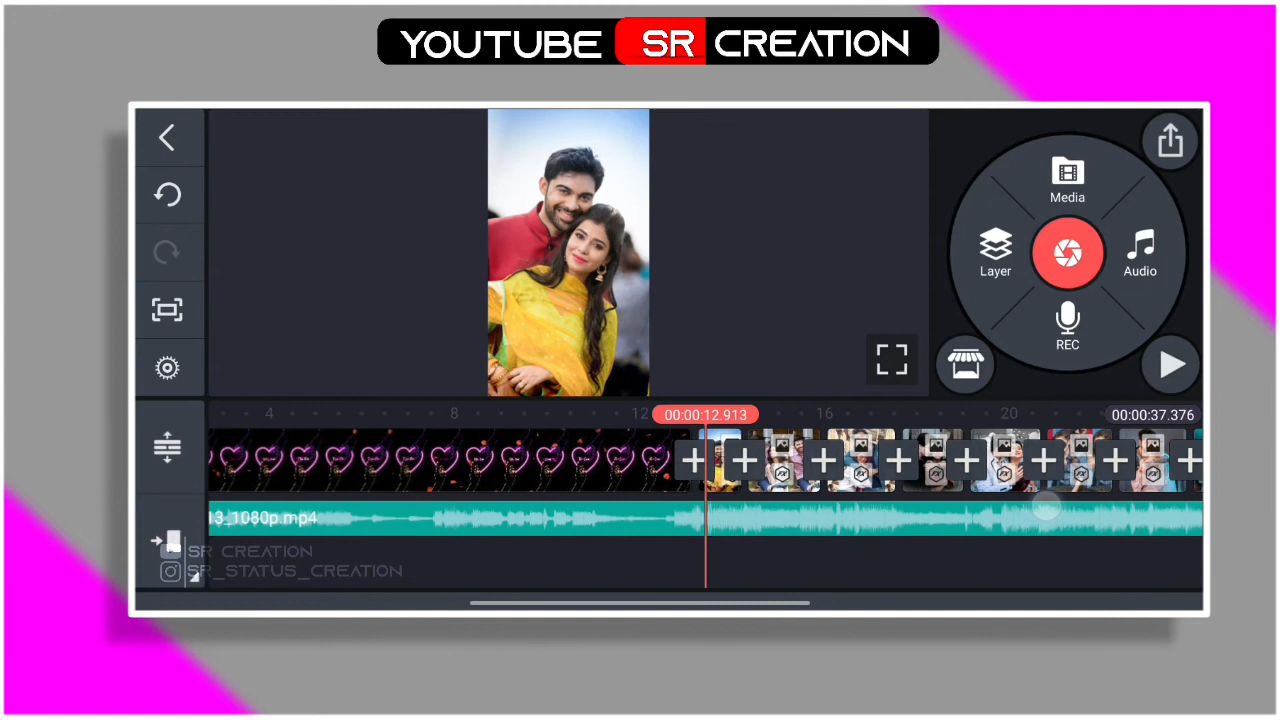 YOUTUBE SR CREATION
Media
Layer
Audio
REC
4
8
12
00:00:12.913
16
20
00:00:37.376
13_1080p.mp4
SR CREATION
SR_STATUS_CREATION